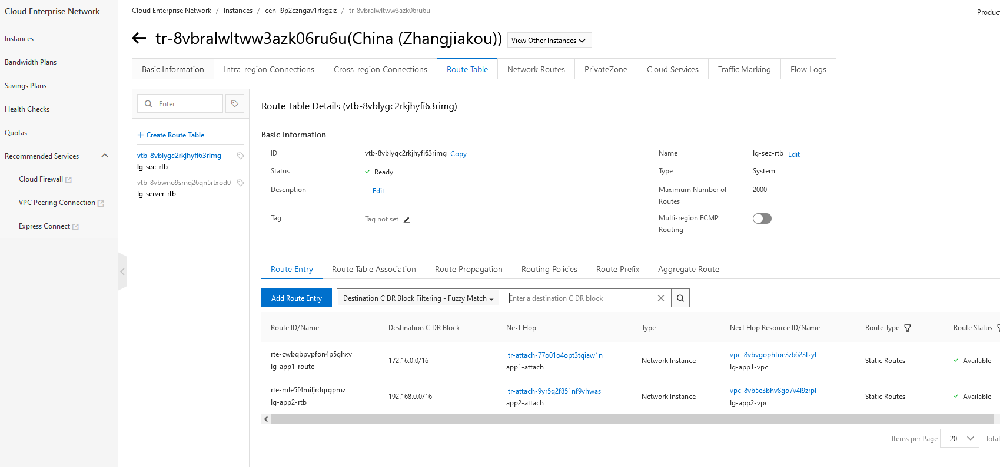 Cloud Enterprise Network
Instances
Bandwidth Plans
Savings Plans
Health Checks
Quotas
Recommended Services
Cloud Firewall
VPC Peering Connection
Express Connect
Cloud Enterprise Network / Instances / cen-l9p2czngav1rfsgziz / tr-8vbralwltww3azk06ru6u
Produc
tr-8vbralwltww3azk06ru6u(China (Zhangjiakou))
View Other Instances
Basic Information Intra-region Connections Cross-region Connections Route Table Network Routes PrivateZone Cloud Services Traffic Marking Flow Logs
Enter
Create Route Table
vtb-8vblygc2rkjhyfi63rimg
lg-sec-rtb
vtb-8vbwno9smq26qn5rtxod0
lg-server-rtb
Route Table Details (vtb-8vblygc2rkjhyfi63rimg)
Basic Information
ID vtb-8vblygc2rkjhyfi63rimg Copy
Name lg-sec-rtb Edit
Status Ready
Type System
Description - Edit
Maximum Number of Routes 2000
Tag Tag not set
Multi-region ECMP Routing
Route Entry Route Table Association Route Propagation Routing Policies Route Prefix Aggregate Route
Add Route Entry Destination CIDR Block Filtering - Fuzzy Match Enter a destination CIDR block
Route ID/Name Destination CIDR Block Next Hop Type Next Hop Resource ID/Name Route Type Route Status
rte-cwbqbpvpfon4p5ghxv
lg-app1-route
172.16.0.0/16
tr-attach-77o01o4opt3tqiaw1n
app1-attach
Network Instance
vpc-8vbvgophtoe3z6623tzyt
lg-app1-vpc
Static Routes
Available
rte-mle5f4miljrdgrgpmz
lg-app2-rtb
192.168.0.0/16
tr-attach-9yr5q2f851nf9vhwas
app2-attach
Network Instance
vpc-8vb5e3bhv8go7v4l9zrpl
lg-app2-vpc
Static Routes
Available
Items per Page 20 Total